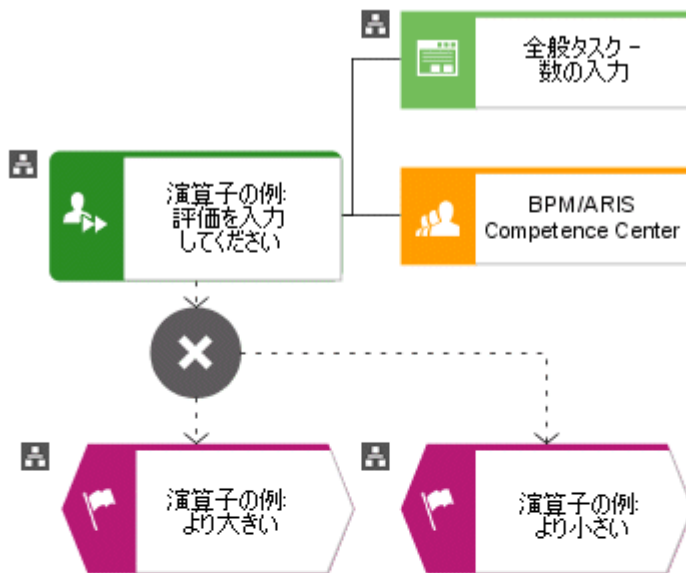 全般タスク -
数の入力
演算子の例:
評価を入力
してください
BPM/ARIS
Competence Center
演算子の例:
より大きい
演算子の例:
より小さい